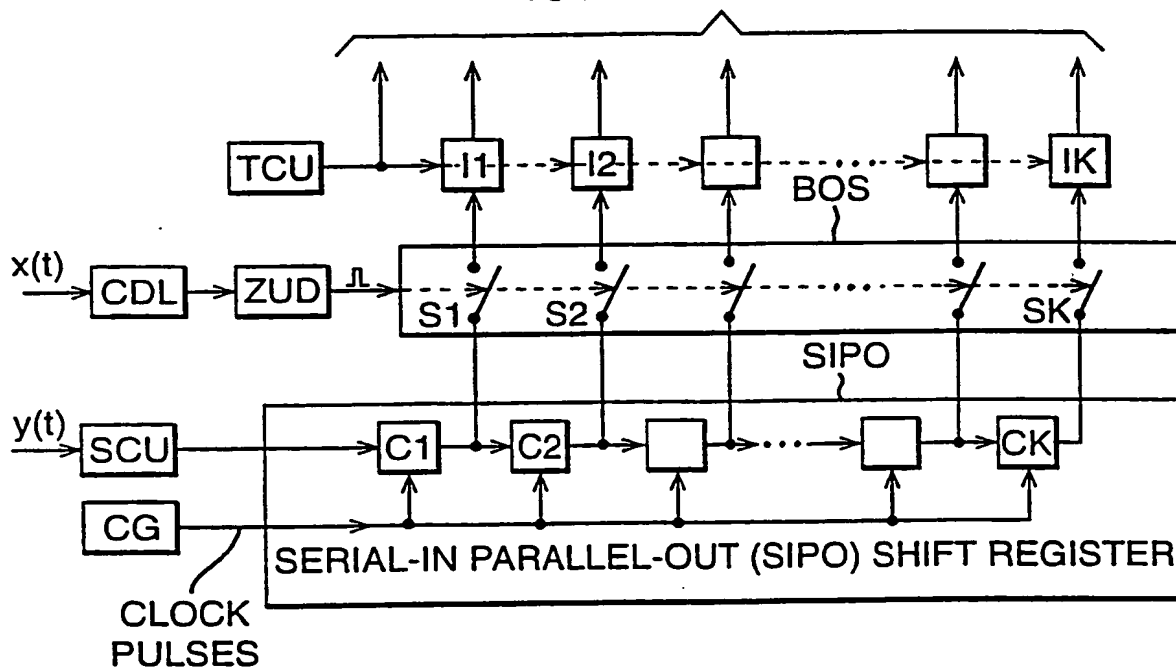 TCU I1 I2 IK
BOS
x(t) CDL ZUD S1 S2 SK
SIPO
y(t) SCU C1 C2 CK
CG
SERIAL-IN PARALLEL-OUT (SIPO) SHIFT REGISTER
CLOCK
PULSES